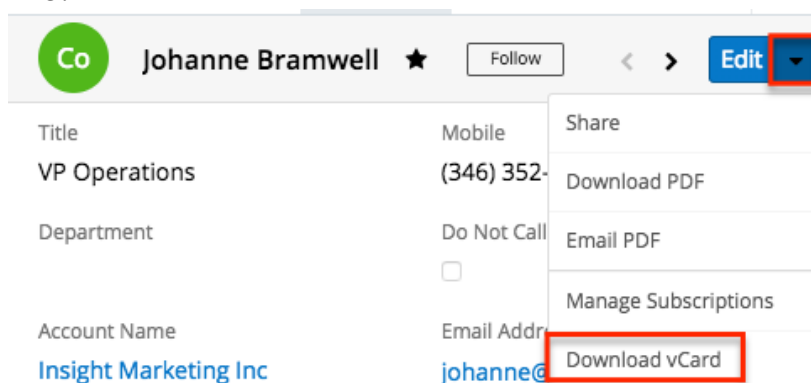 Co Johanne Bramwell ★ Follow < > Edit
Title Mobile Share
VP Operations (346) 352- Download PDF
Department Do Not Call Email PDF
Manage Subscriptions
Account Name Email Addr Download vCard
Insight Marketing Inc johanne@